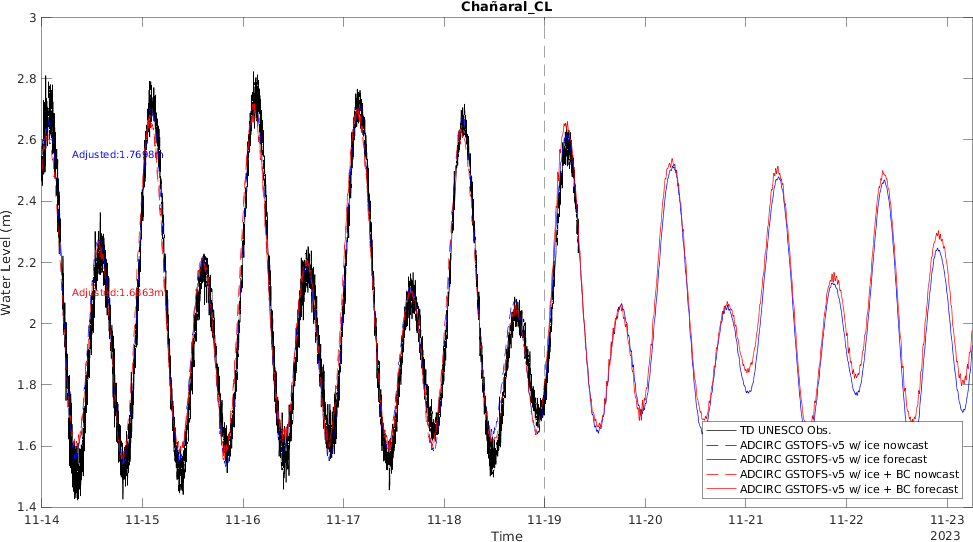 Chañaral_CL
3
2.8
2.6
2.4
2.2
2
1.8
1.6
1.4
Water Level (m)
Adjusted:1.7698m
Adjusted:1.6863m
TD UNESCO Obs.
ADCIRC GSTOFS-v5 w/ ice nowcast
ADCIRC GSTOFS-v5 w/ ice forecast
ADCIRC GSTOFS-v5 w/ ice + BC nowcast
ADCIRC GSTOFS-v5 w/ ice + BC forecast
11-14 11-15 11-16 11-17 11-18 11-19 11-20 11-21 11-22 11-23
2023
Time